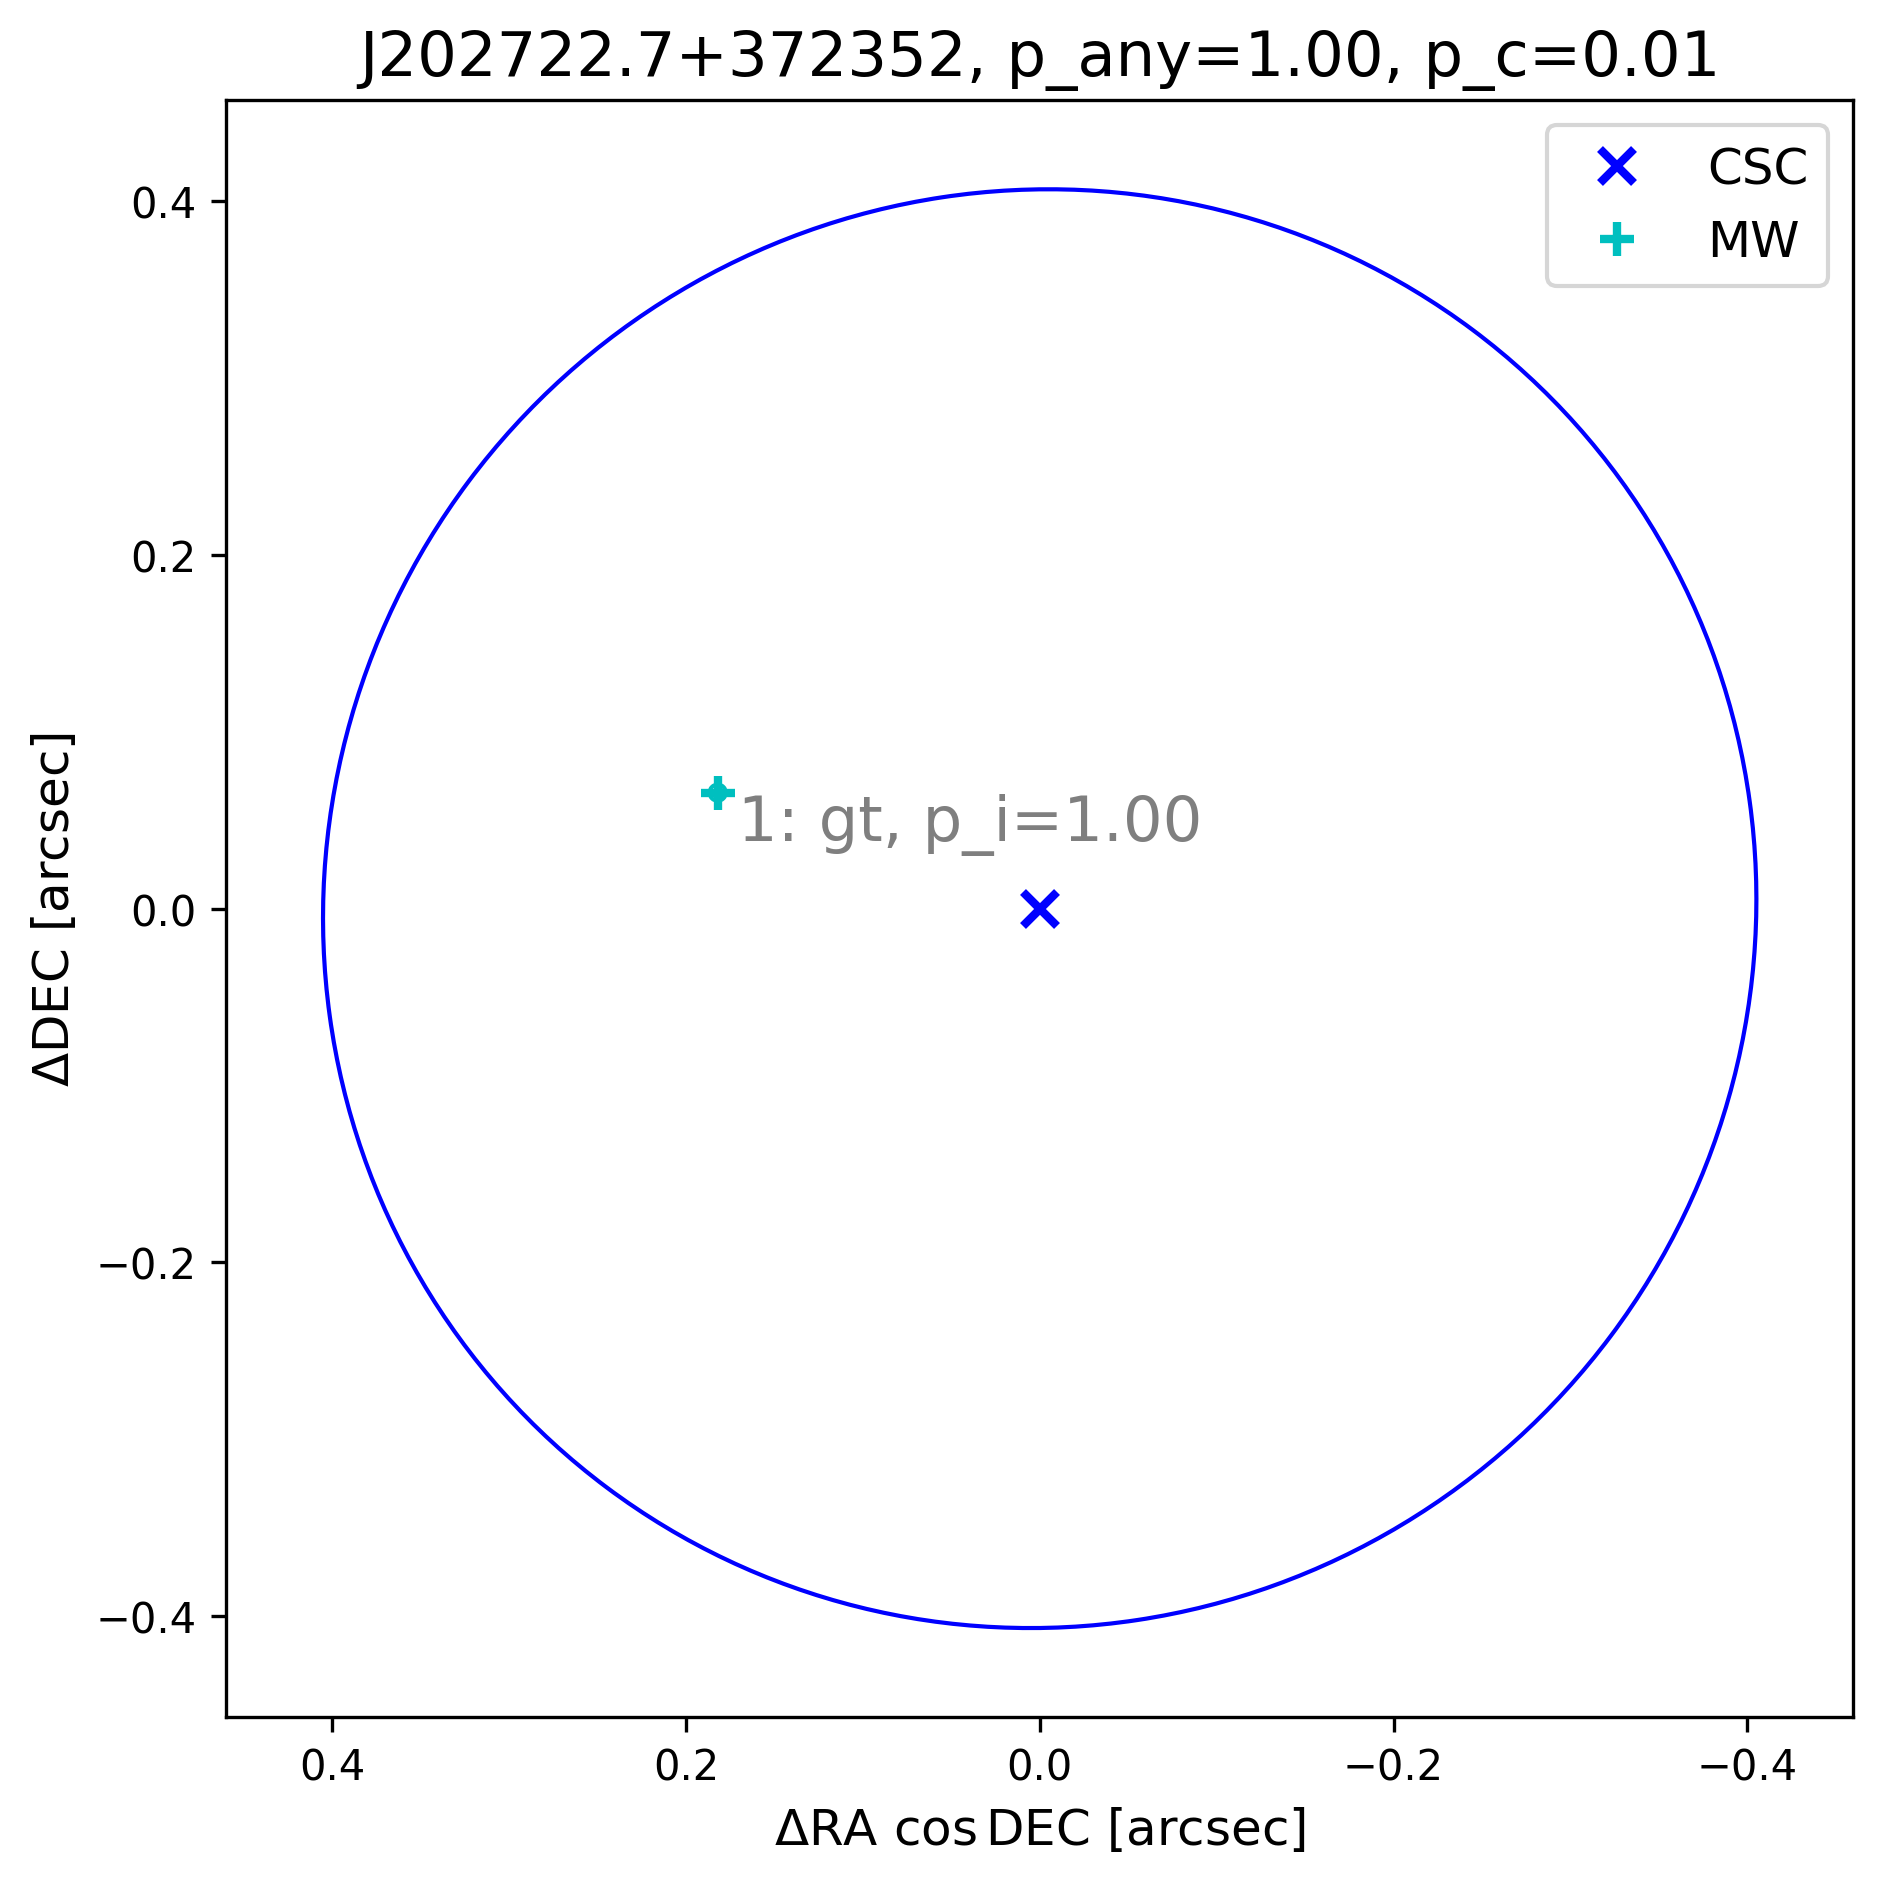 J202722.7+372352, p_any=1.00, p_c=0.01
CSC
MW
0.4
0.2
0.0
−0.2
−0.4
ΔDEC [arcsec]
1: gt, p_i=1.00
0.4 0.2 0.0 −0.2 −0.4
ΔRA cos DEC [arcsec]